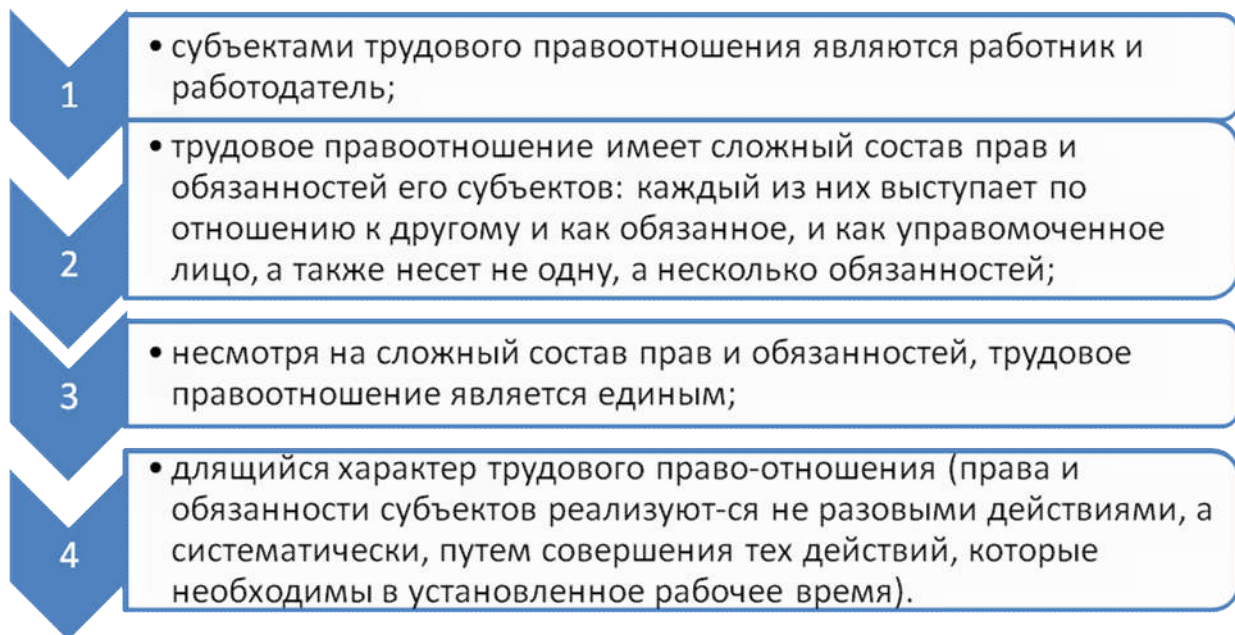 1
• субъектами трудового правоотношения являются работник и
работодатель;
2
• трудовое правоотношение имеет сложный состав прав и
обязанностей его субъектов: каждый из них выступает по
отношению к другому и как обязанное, и как управомоченное
лицо, а также несет не одну, а несколько обязанностей;
3
• несмотря на сложный состав прав и обязанностей, трудовое
правоотношение является единым;
4
• длящийся характер трудового право-отношения (права и
обязанности субъектов реализуют-ся не разовыми действиями, а
систематически, путем совершения тех действий, которые
необходимы в установленное рабочее время).